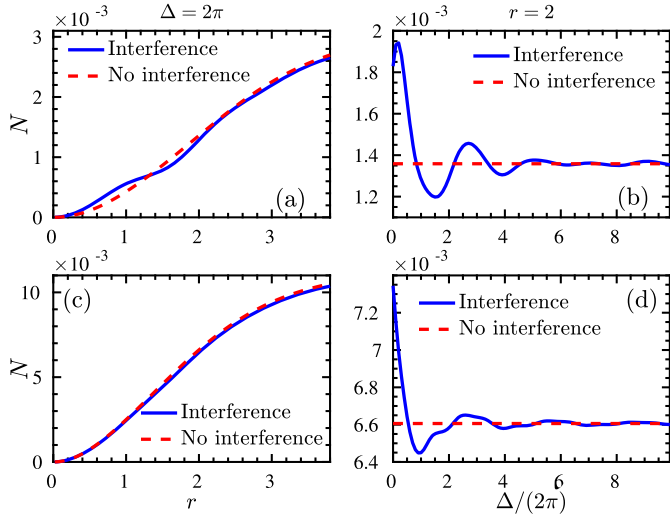 Δ = 2π
r = 2
×10⁻³
×10⁻³
3
2
1
0
N
Interference
No interference
(a)
0
1
2
3
2
1.8
1.6
1.4
1.2
Interference
No interference
(b)
0
2
4
6
8
×10⁻³
×10⁻³
10
5
0
N
(c)
Interference
No interference
0
1
2
3
r
7.2
7
6.8
6.6
6.4
Interference
No interference
(d)
0
2
4
6
8
Δ/(2π)